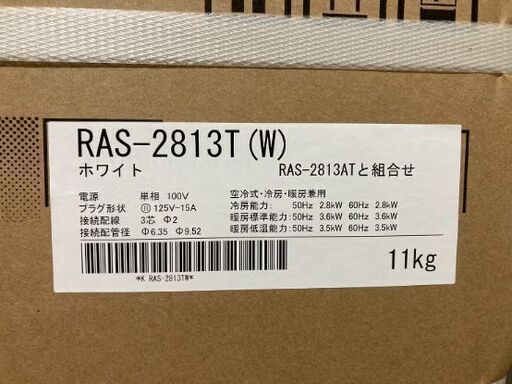 RAS-2813T(W)
ホワイト RAS-2813ATと組合せ
電源 単相 100V 空冷式・冷房・暖房兼用
プラグ形状 125V-15A 冷房能力: 50Hz 2.8kW 60Hz 2.8kW
接続配線 3芯 Φ2 暖房標準能力:50Hz 3.6kW 60Hz 3.6kW
接続配管径 Φ6.35 Φ9.52 暖房低温能力:50Hz 3.5kW 60Hz 3.5kW
*K RAS-2813TW* 11kg